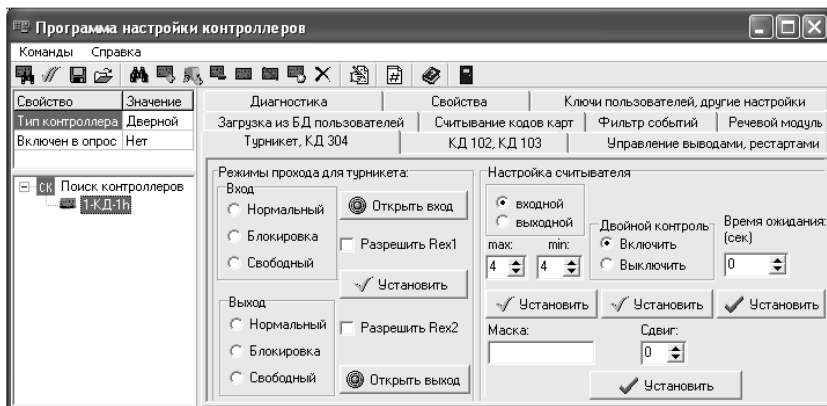 Программа настройки контроллеров
Команды Справка
Свойство Значение
Тип контроллера Дверной
Включен в опрос Нет
СК Поиск контроллеров
1-КД-1h
Диагностика Свойства Ключи пользователей, другие настройки
Загрузка из БД пользователей Считывание кодов карт Фильтр событий Речевой модуль
Турникет, КД 304 КД 102, КД 103 Управление выводами, рестартами
Режимы прохода для турникета:
Вход
Нормальный
Блокировка
Свободный
Открыть вход
Разрешить Rex1
Установить
Выход
Нормальный
Блокировка
Свободный
Разрешить Rex2
Открыть выход
Настройка считывателя
входной
выходной
max: min:
4 4
Двойной контроль
Включить
Выключить
Время ожидания:
(сек)
0
Установить Установить Установить
Маска: Сдвиг:
0
Установить